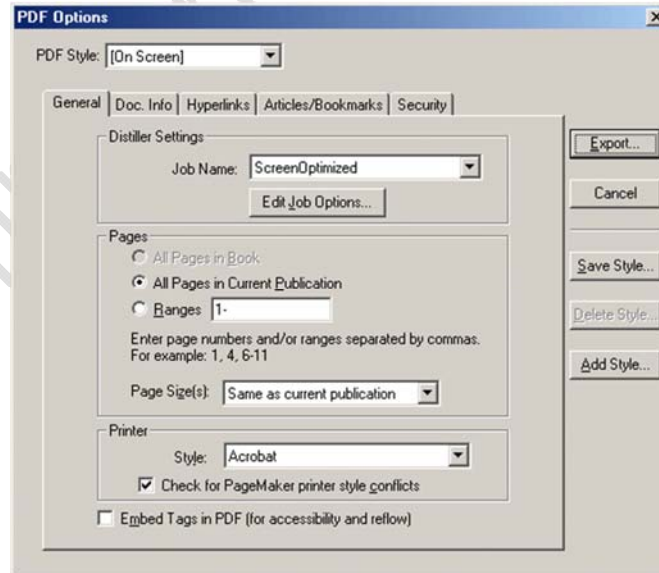 PDF Options
PDF Style: [On Screen]
General Doc. Info Hyperlinks Articles/Bookmarks Security
Distiller Settings
Job Name: ScreenOptimized
Edit Job Options...
Export...
Cancel
Pages
All Pages in Book
All Pages in Current Publication
Ranges 1-
Enter page numbers and/or ranges separated by commas.
For example: 1, 4, 6-11
Page Size(s): Same as current publication
Save Style...
Delete Style...
Add Style...
Printer
Style: Acrobat
Check for PageMaker printer style conflicts
Embed Tags in PDF (for accessibility and reflow)